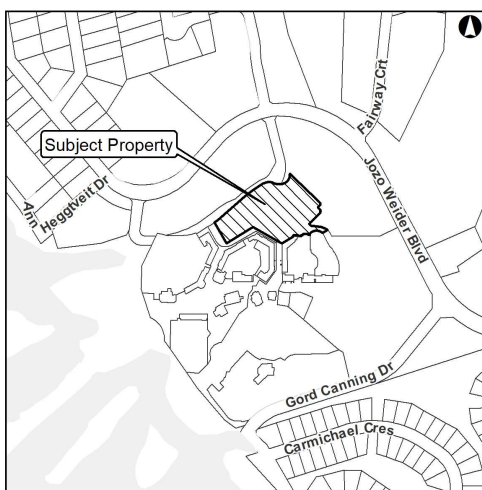 Fairway Crt
Subject Property
Ann Heggtveit Dr
Jozo Weider Blvd
Gord Canning Dr
Carmichael Cres